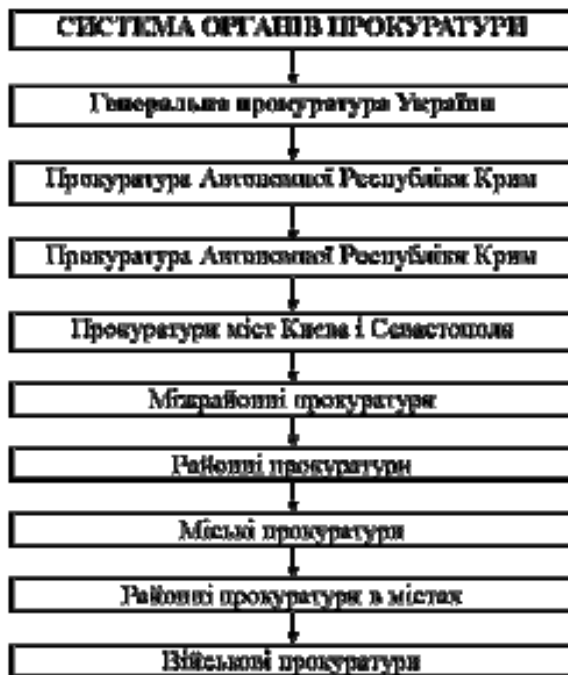 СИСТЕМА ОРГАНІВ ПРОКУРАТУРИ
Генеральна прокуратура України
Прокуратура Автономної Республіки Крим
Прокуратура Автономної Республіки Крим
Прокуратури міст Києва і Севастополя
Міжрайонні прокуратури
Районні прокуратури
Міські прокуратури
Районні прокуратури в містах
Військові прокуратури